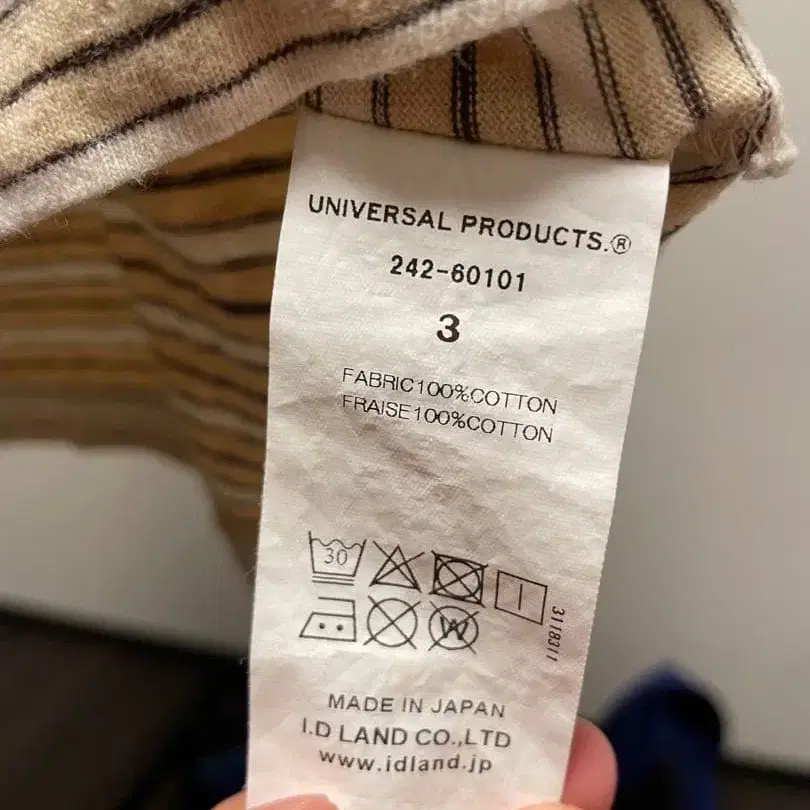 UNIVERSAL PRODUCTS.®
242-60101
3
FABRIC100%COTTON
FRAISE100%COTTON
30
W
3118311
MADE IN JAPAN
I.D LAND CO.,LTD
www.idland.jp